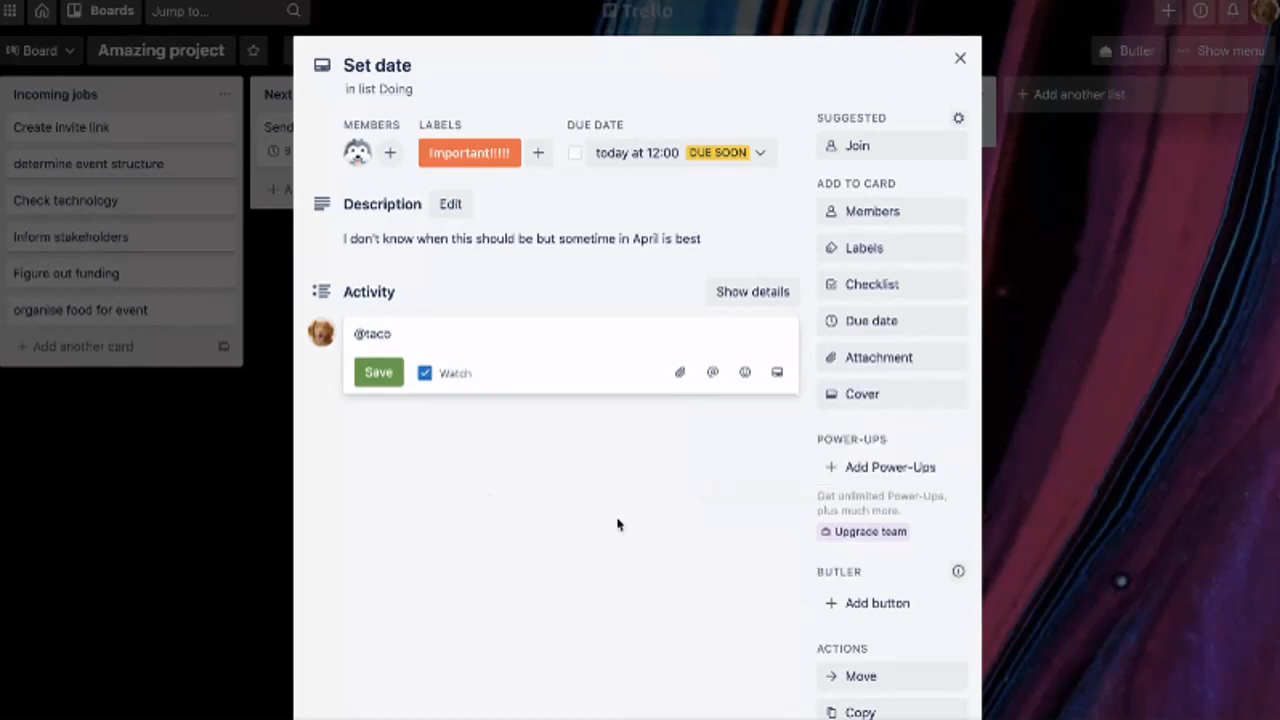 Boards
Jump to...
Trello
Board
Amazing project
Butler
... Show menu
Incoming jobs
...
Create invite link
determine event structure
Check technology
Inform stakeholders
Figure out funding
organise food for event
+ Add another card
Next
Send
+ Add another list
Set date
in list Doing
MEMBERS
LABELS
DUE DATE
+
Important!!!!!
+
today at 12:00 DUE SOON
Description
Edit
I don't know when this should be but sometime in April is best
Activity
Show details
@taco
Save
Watch
SUGGESTED
Join
ADD TO CARD
Members
Labels
Checklist
Due date
Attachment
Cover
POWER-UPS
+ Add Power-Ups
Get unlimited Power-Ups,
plus much more.
Upgrade team
BUTLER
+ Add button
ACTIONS
→ Move
Copy